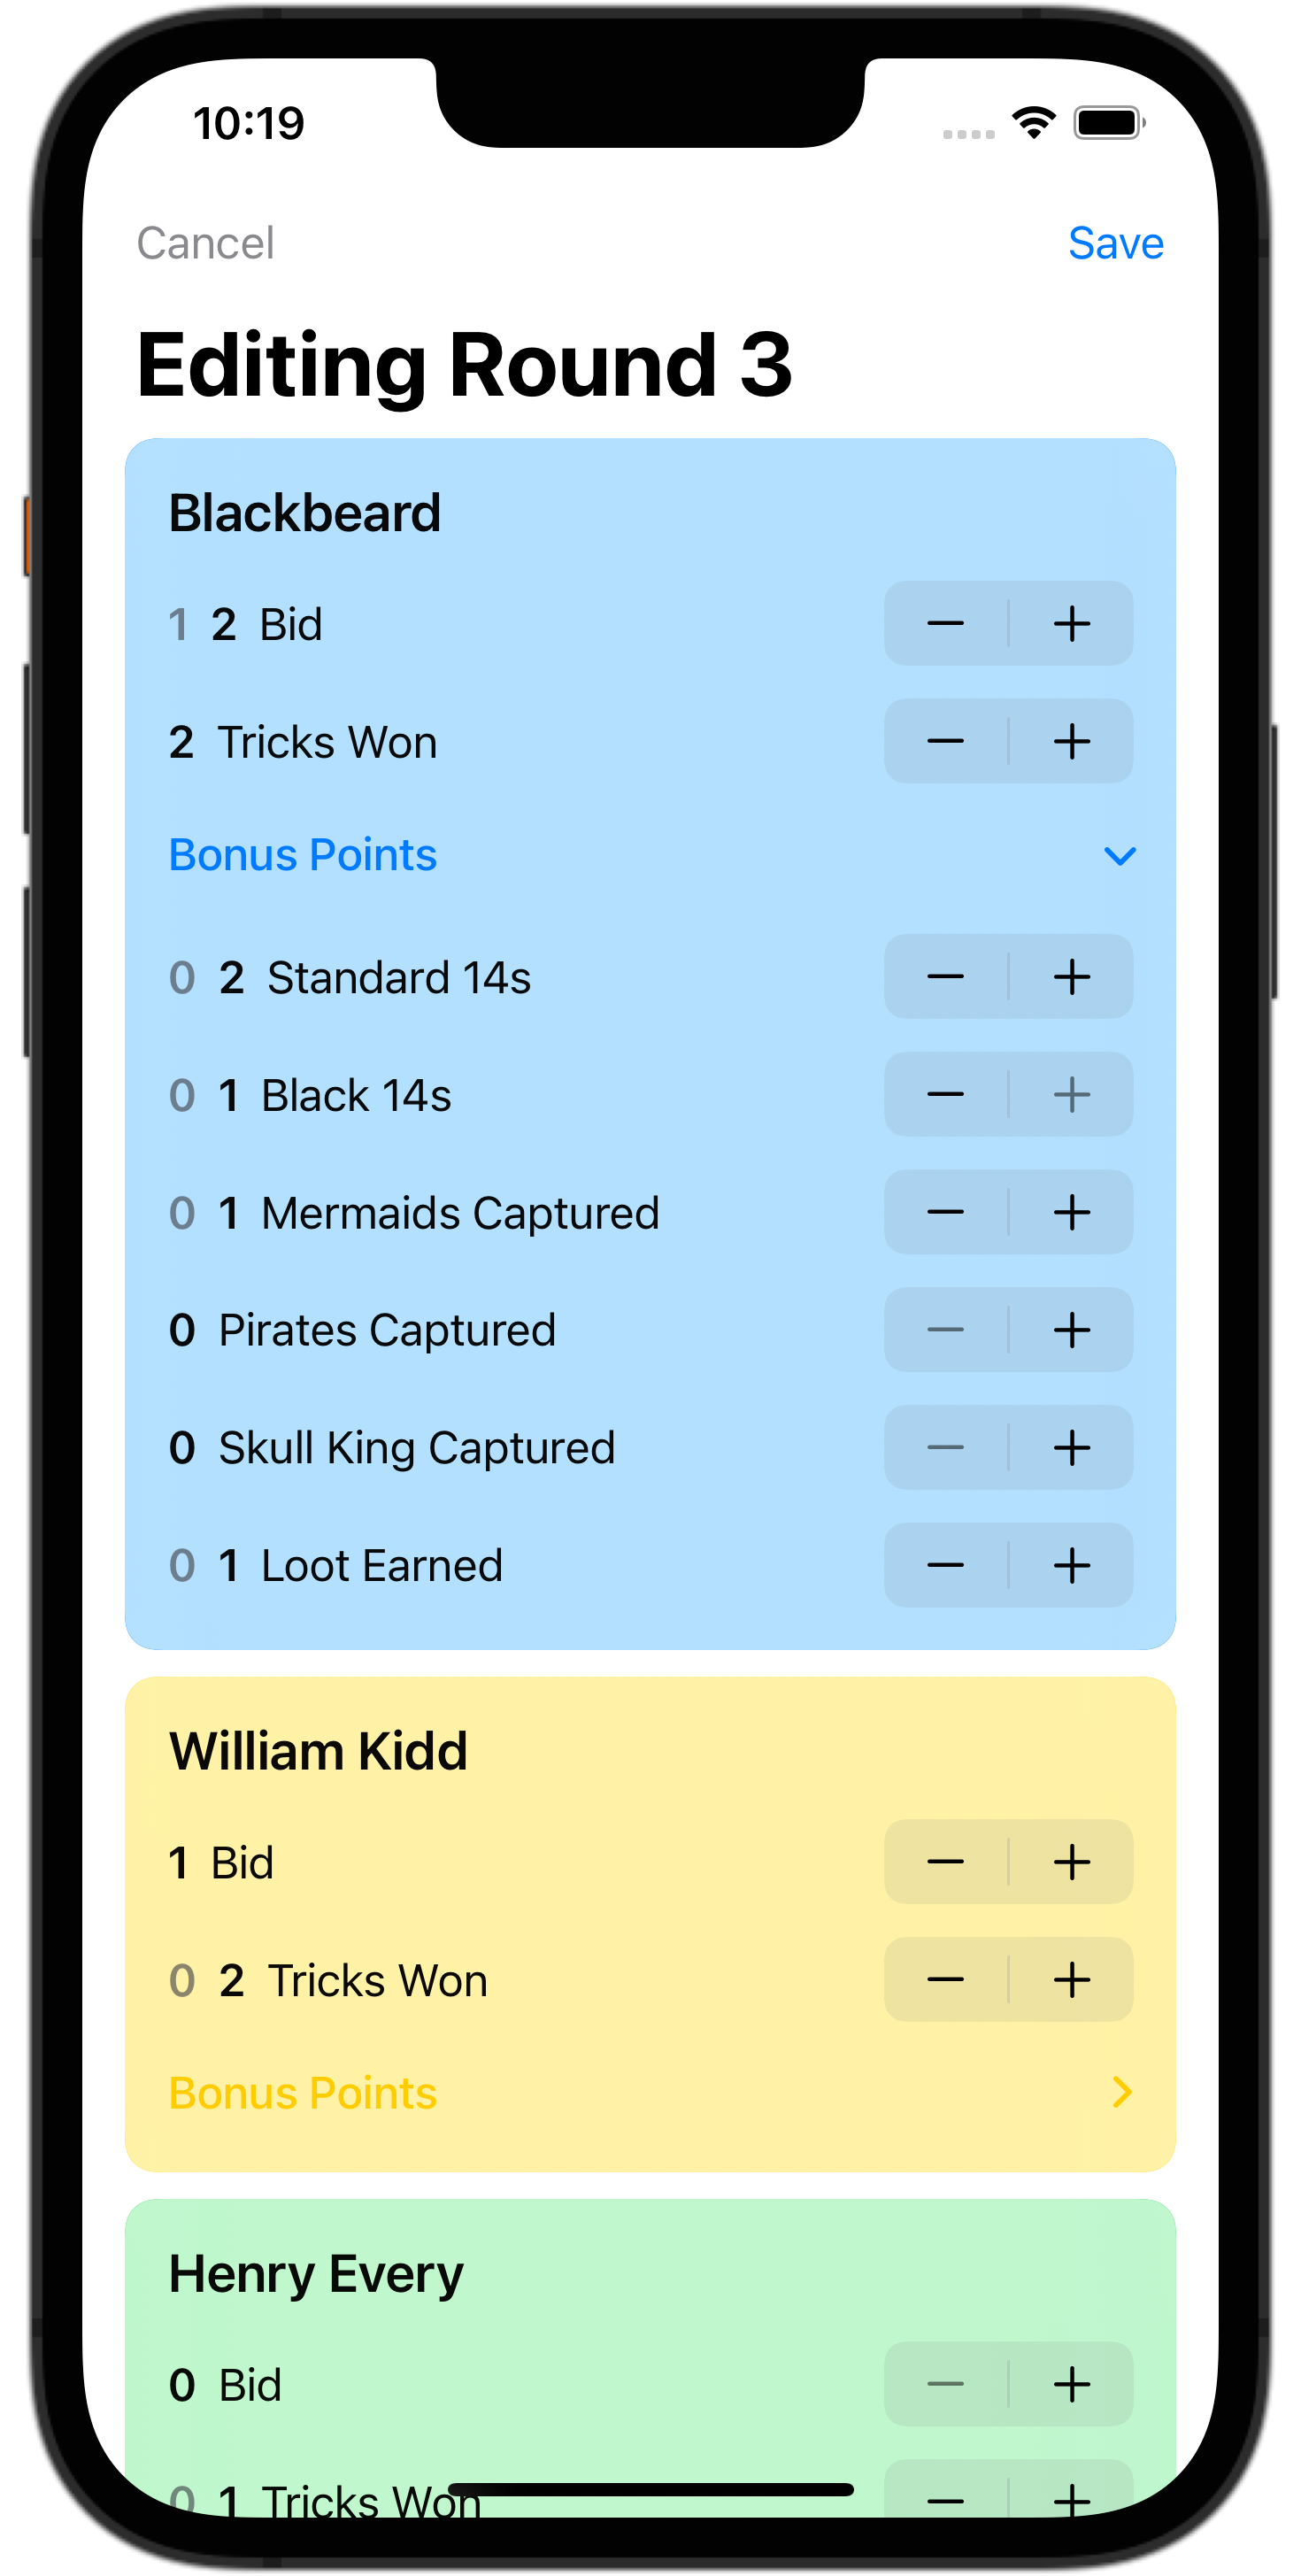 10:19
Cancel Save
Editing Round 3
Blackbeard
1 2 Bid
2 Tricks Won
Bonus Points
0 2 Standard 14s
0 1 Black 14s
0 1 Mermaids Captured
0 Pirates Captured
0 Skull King Captured
0 1 Loot Earned
William Kidd
1 Bid
0 2 Tricks Won
Bonus Points
Henry Every
0 Bid
0 1 Tricks Won